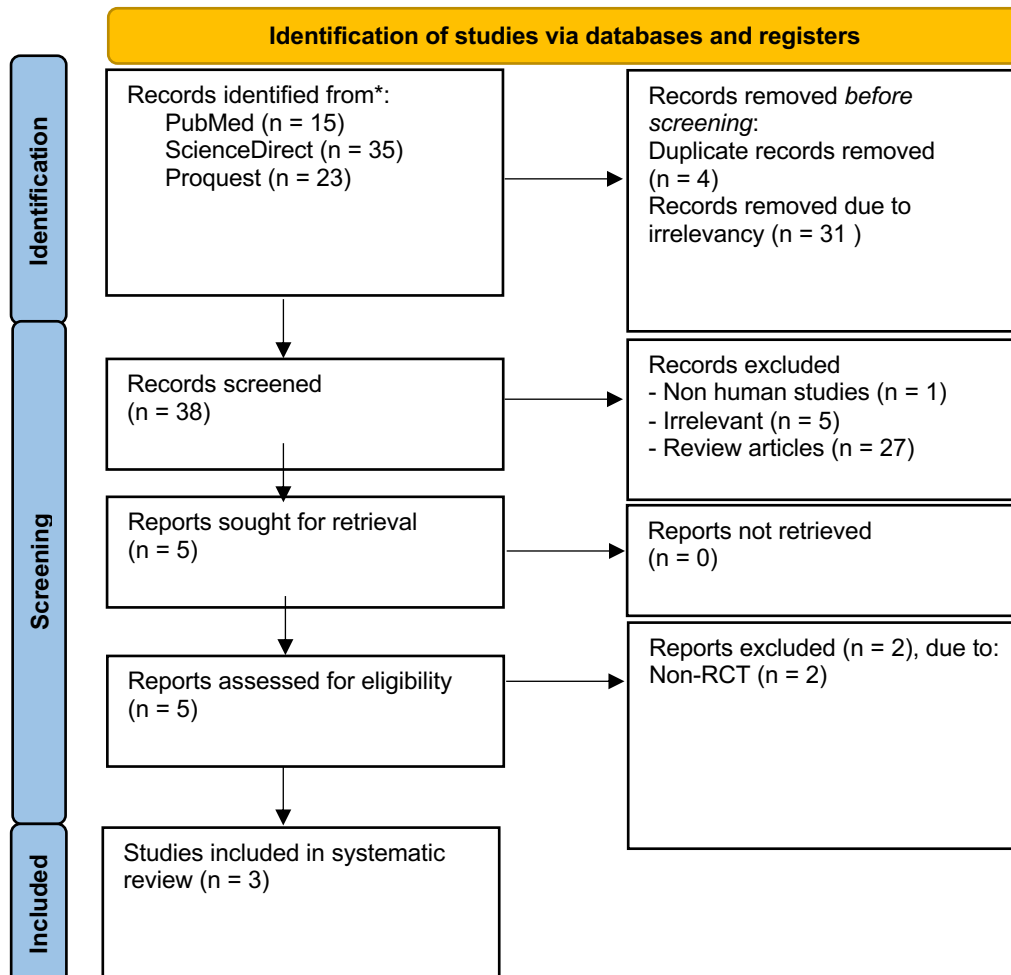 Identification of studies via databases and registers
Identification
Records identified from*:
PubMed (n = 15)
ScienceDirect (n = 35)
Proquest (n = 23)
Records removed before
screening:
Duplicate records removed
(n = 4)
Records removed due to
irrelevancy (n = 31 )
Screening
Records screened
(n = 38)
Records excluded
- Non human studies (n = 1)
- Irrelevant (n = 5)
- Review articles (n = 27)
Reports sought for retrieval
(n = 5)
Reports not retrieved
(n = 0)
Reports assessed for eligibility
(n = 5)
Reports excluded (n = 2), due to:
Non-RCT (n = 2)
Included
Studies included in systematic
review (n = 3)